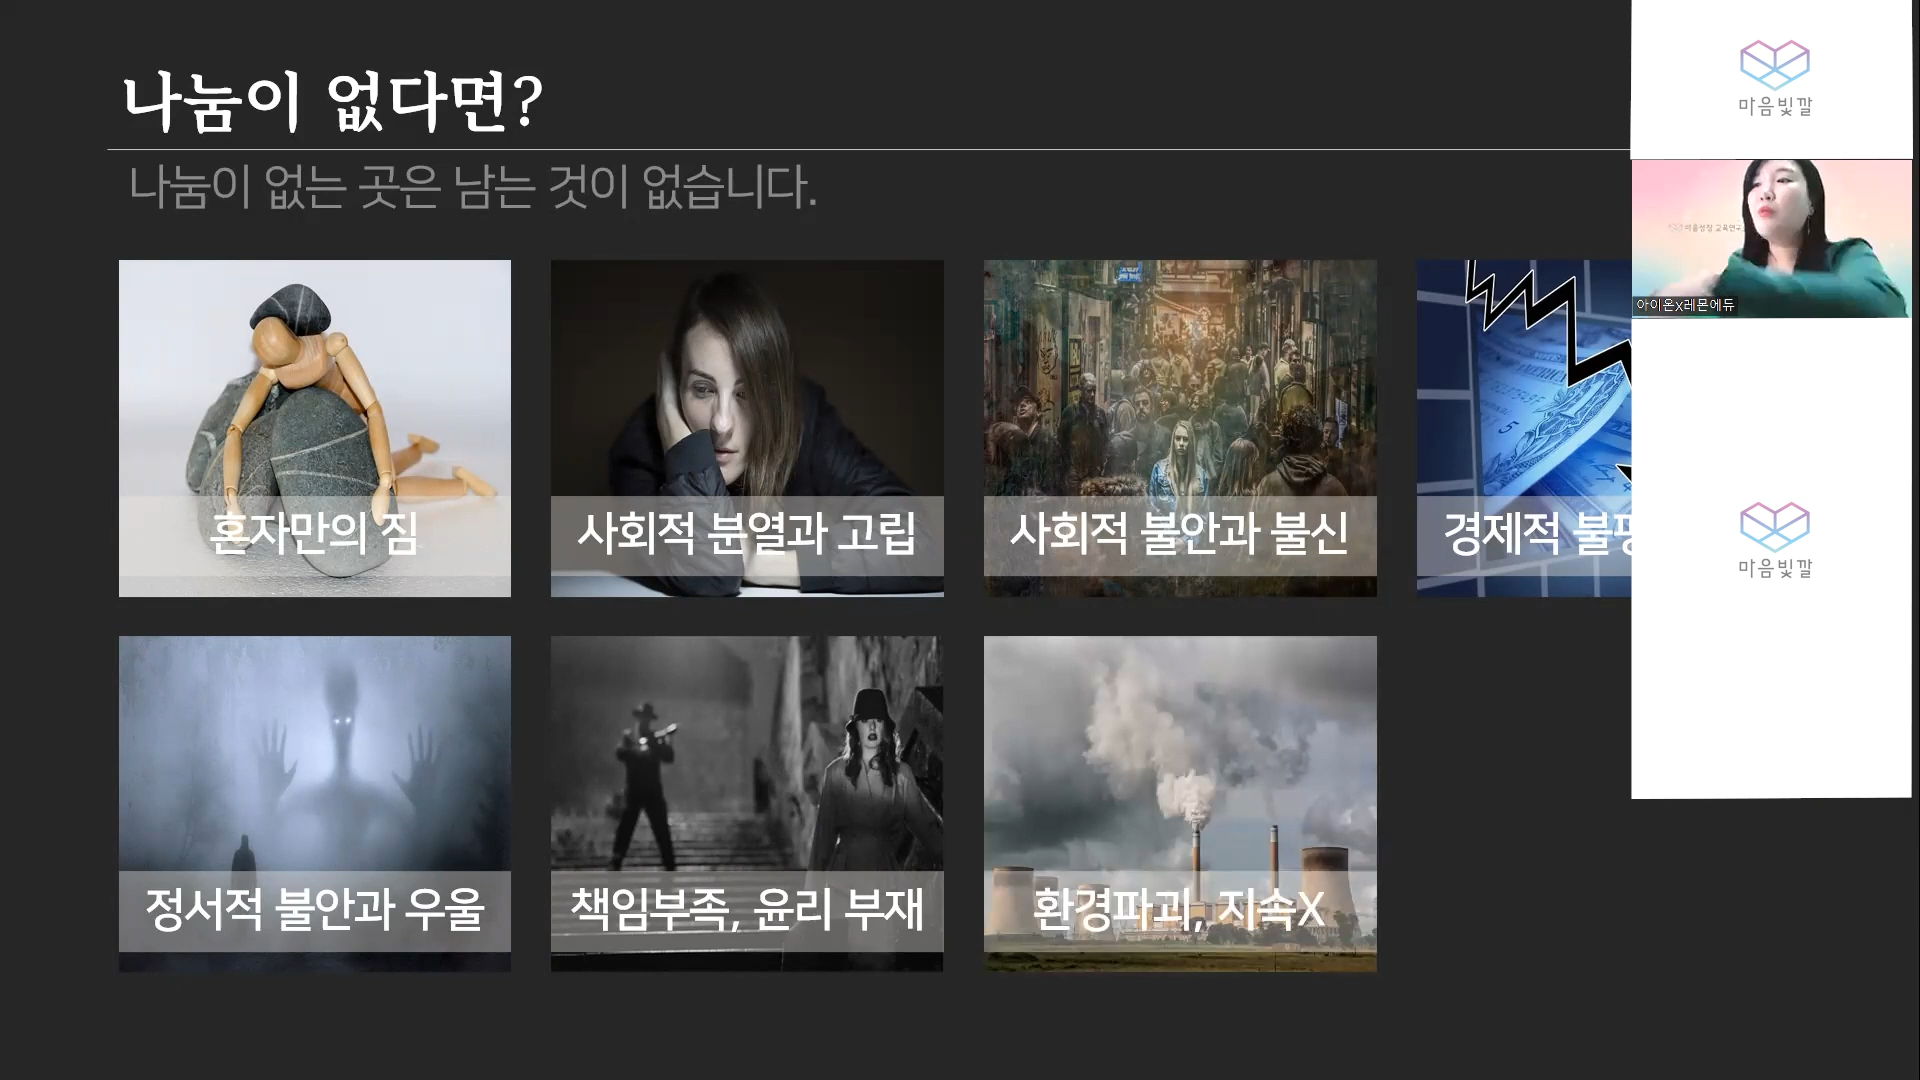 나눔이 없다면?
나눔이 없는 곳은 남는 것이 없습니다.
혼자만의 짐
사회적 분열과 고립
사회적 불안과 불신
경제적
정서적 불안과 우울
책임부족, 윤리 부재
환경파괴, 지속X
마음빛깔
아이온x레몬에듀
마음빛깔